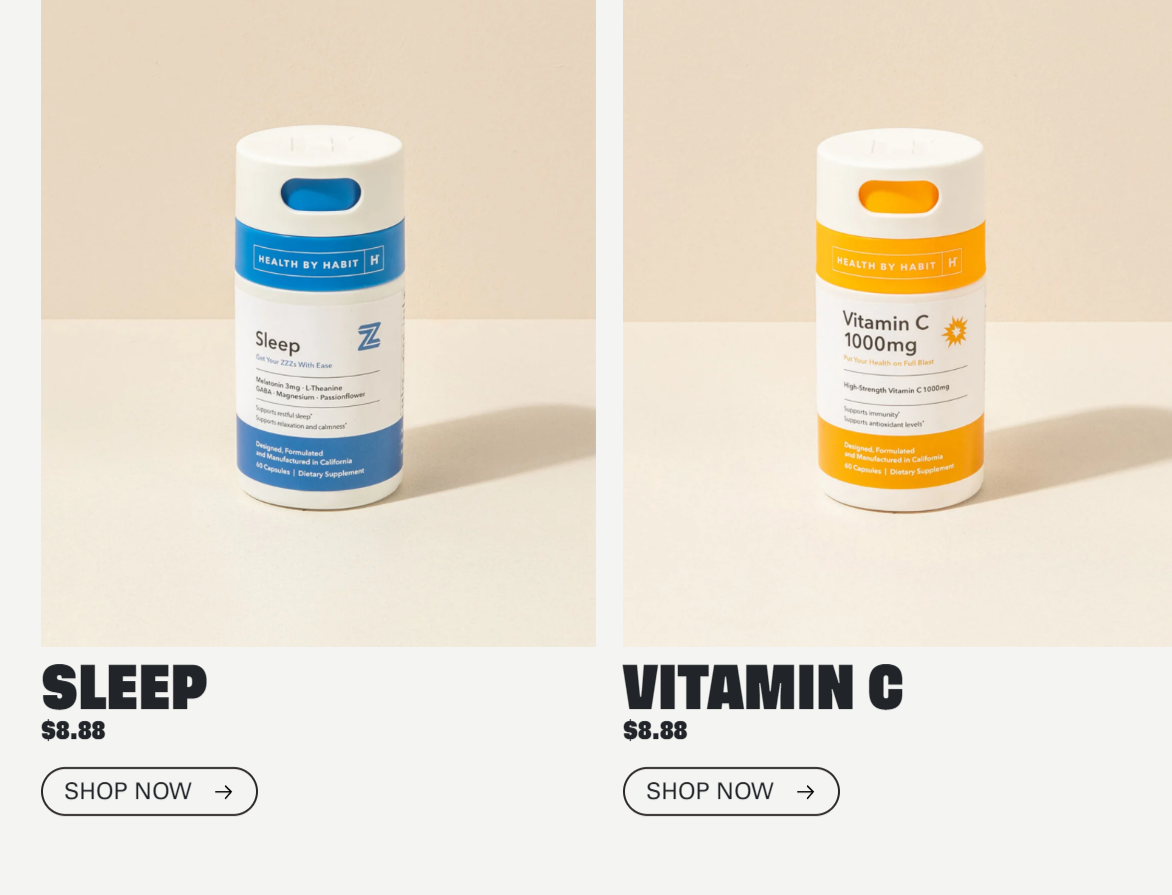 HEALTH BY HABIT H
Sleep
Get Your ZZZs With Ease
Melatonin 3mg · L-Theanine
GABA · Magnesium · Passionflower
Supports restful sleep*
Supports relaxation and calmness*
Designed, Formulated
and Manufactured in California
60 Capsules | Dietary Supplement
SLEEP
$8.88
SHOP NOW →
HEALTH BY HABIT H
Vitamin C
1000mg
Put Your Health on Full Blast
High-Strength Vitamin C 1000mg
Supports immunity*
Supports antioxidant levels*
Designed, Formulated
and Manufactured in California
60 Capsules | Dietary Supplement
VITAMIN C
$8.88
SHOP NOW →